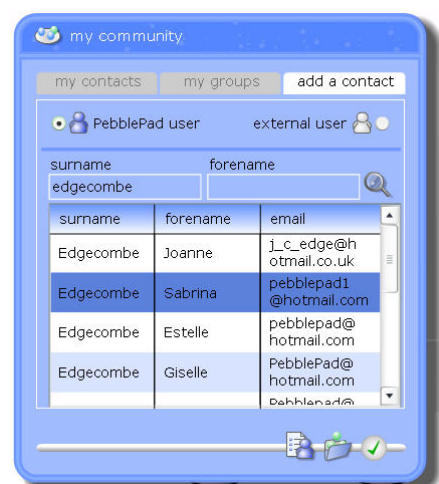 my community
my contacts my groups add a contact
PebblePad user external user
surname forename
edgecombe
surname forename email
Edgecombe Joanne j_c_edge@h
otmail.co.uk
Edgecombe Sabrina pebblepad1
@hotmail.com
Edgecombe Estelle pebblepad@
hotmail.com
Edgecombe Giselle PebblePad@
hotmail.com
Pebblepad@